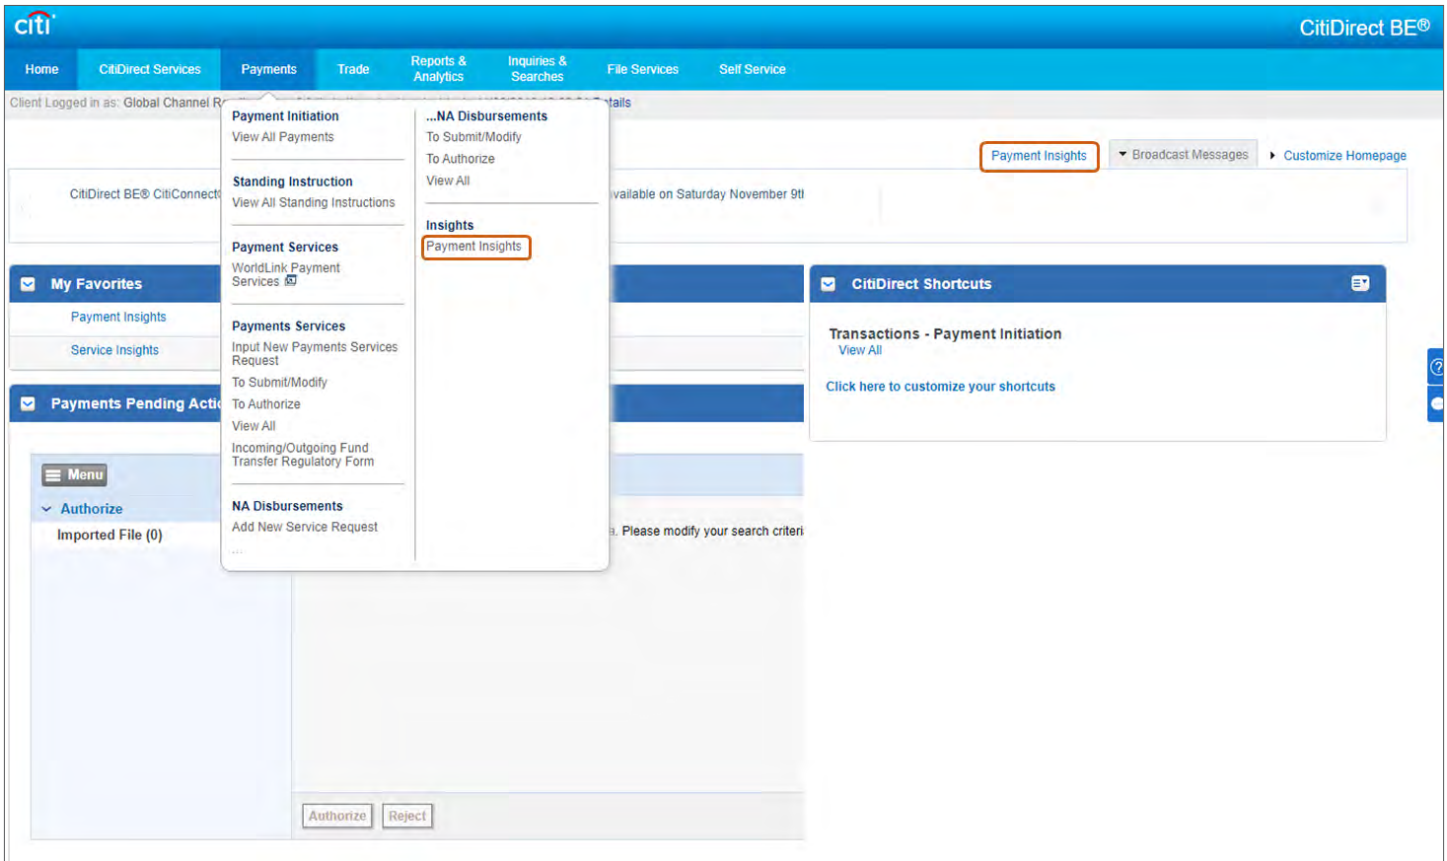 citi
CitiDirect BE®
Home
CitiDirect Services
Payments
Trade
Reports &
Analytics
Inquiries &
Searches
File Services
Self Service
Client Logged in as: Global Channel
Details
Payment Initiation
View All Payments
Standing Instruction
View All Standing Instructions
Payment Services
WorldLink Payment
Services
Payments Services
Input New Payments Services
Request
To Submit/Modify
To Authorize
View All
Incoming/Outgoing Fund
Transfer Regulatory Form
NA Disbursements
Add New Service Request
...
...NA Disbursements
To Submit/Modify
To Authorize
View All
Insights
Payment Insights
Payment Insights
Broadcast Messages
Customize Homepage
CitiDirect BE® CitiConnect
available on Saturday November 9th
My Favorites
Payment Insights
Service Insights
CitiDirect Shortcuts
Transactions - Payment Initiation
View All
Click here to customize your shortcuts
Payments Pending Acti
Menu
Authorize
Imported File (0)
a. Please modify your search criteri
Authorize
Reject